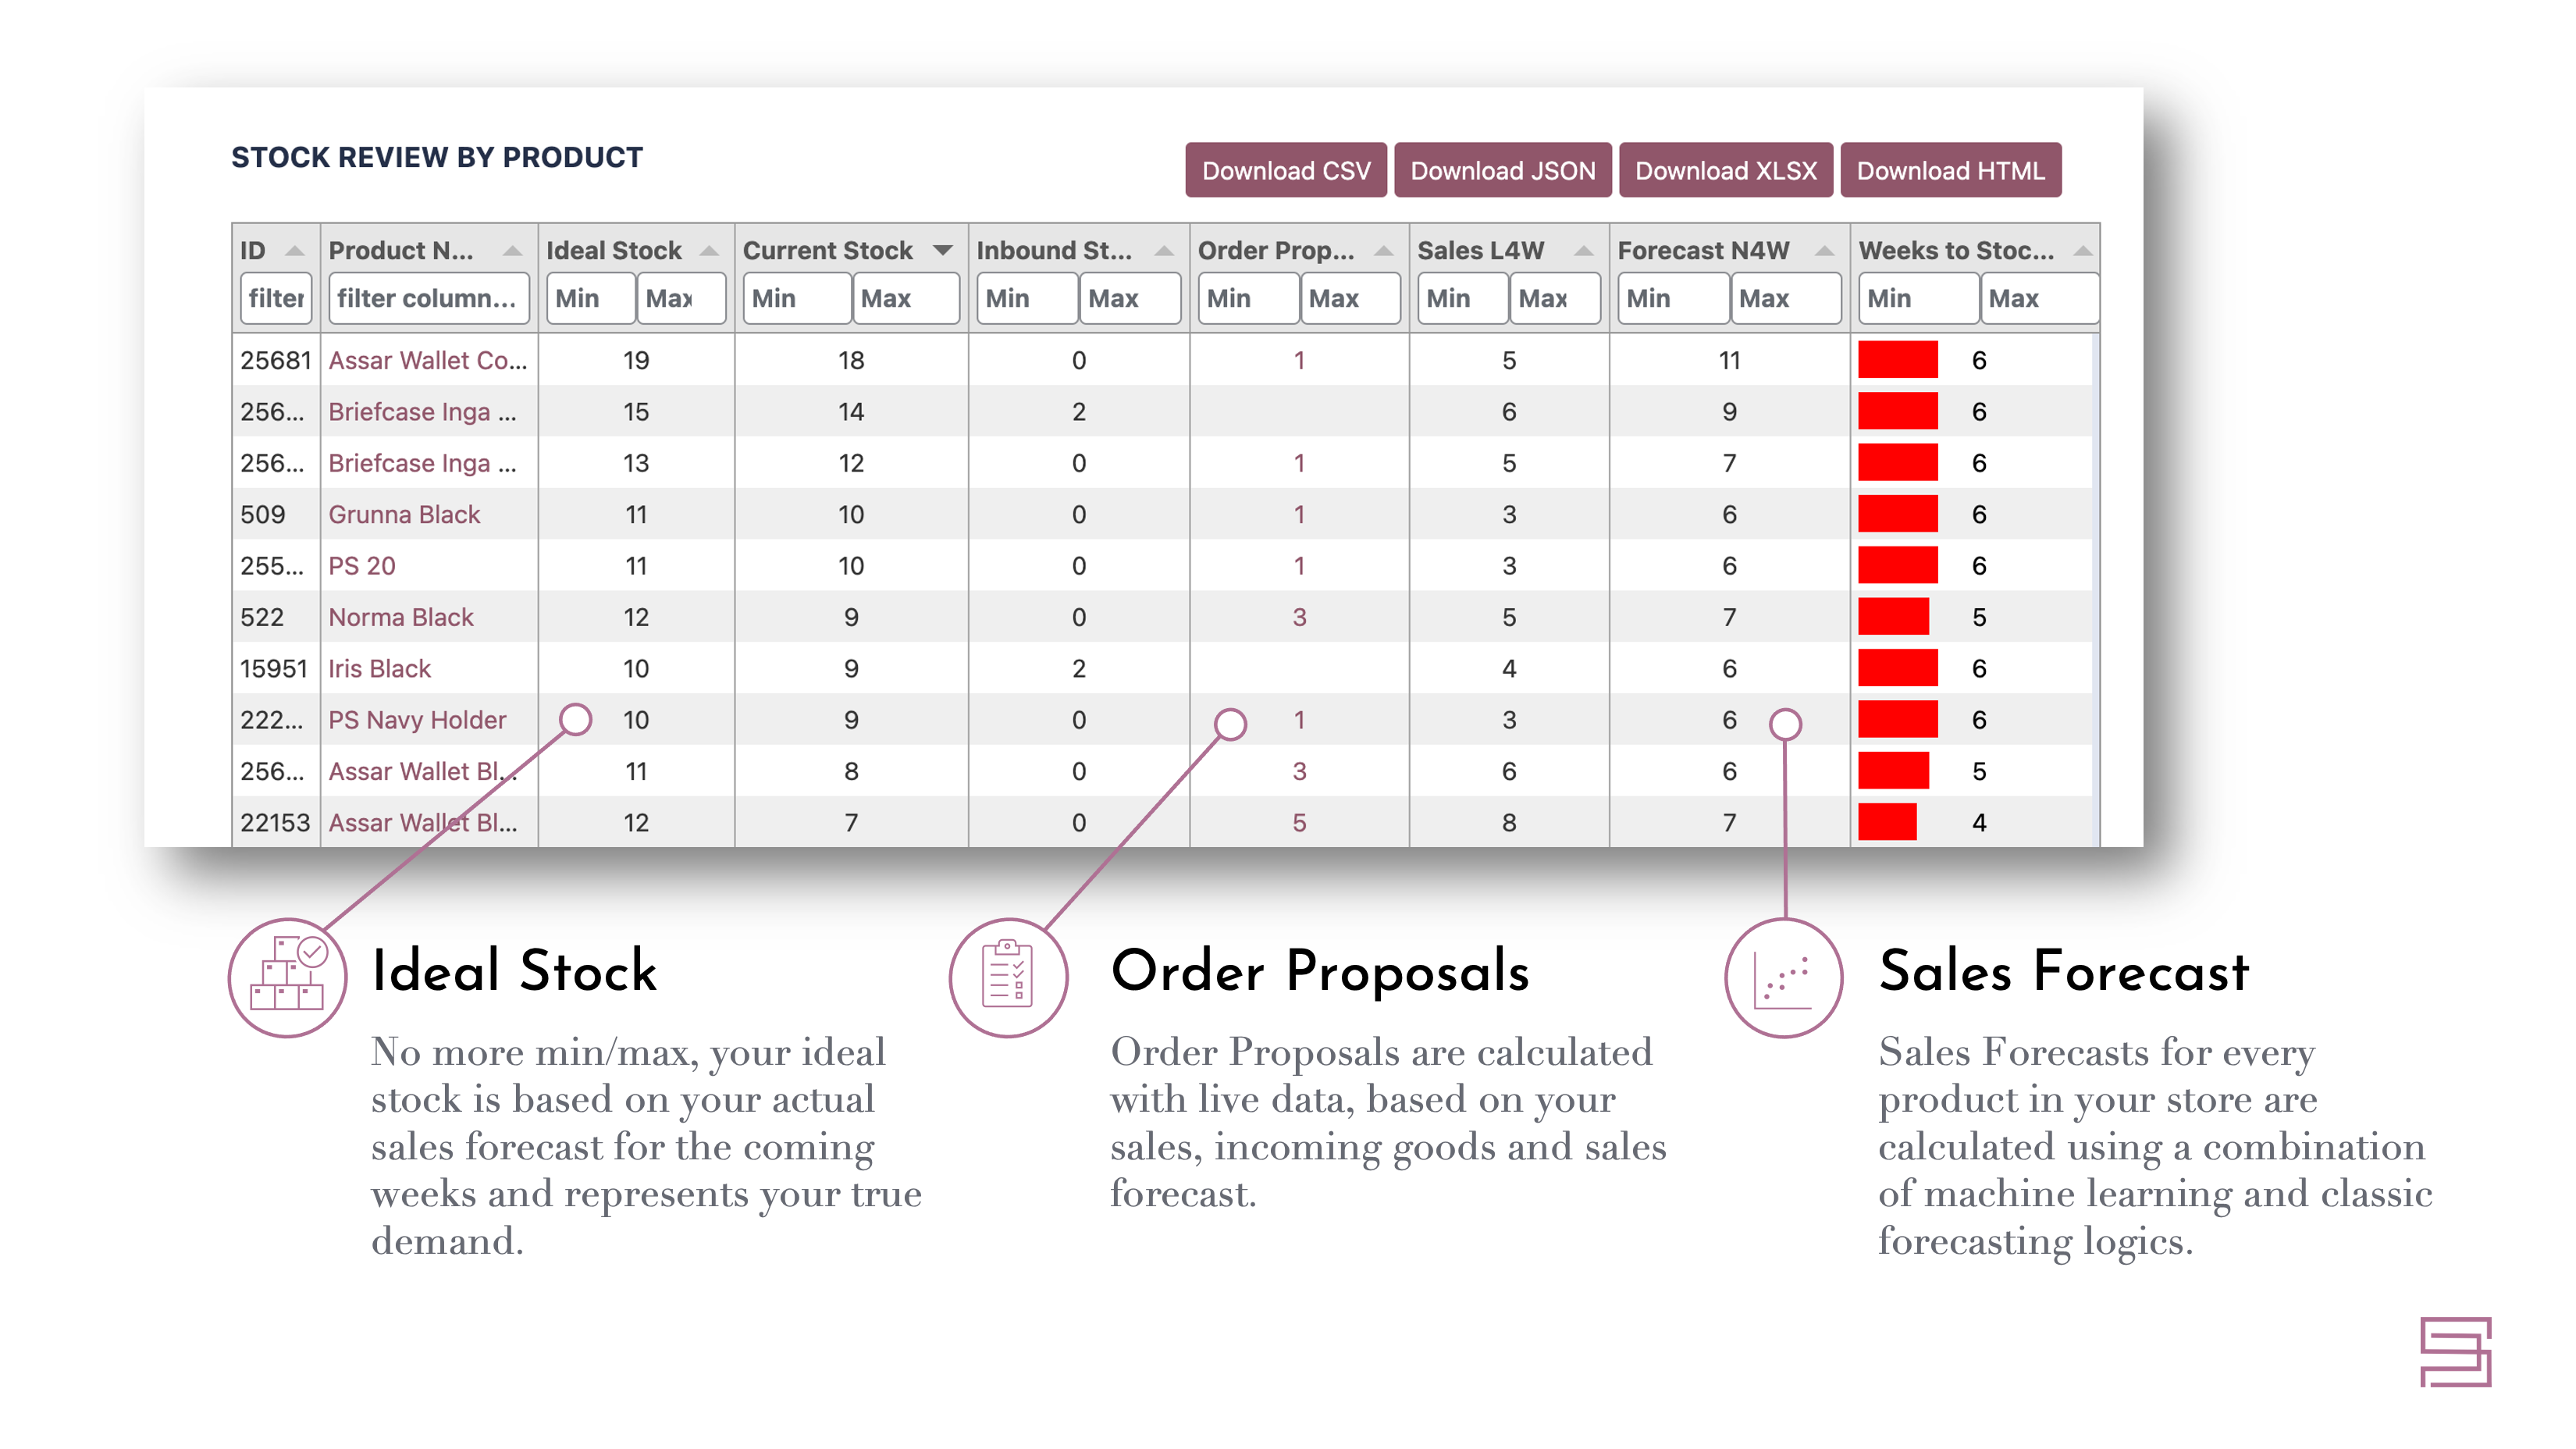 STOCK REVIEW BY PRODUCT
Download CSV Download JSON Download XLSX Download HTML
ID Product N... Ideal Stock Current Stock Inbound St... Order Prop... Sales L4W Forecast N4W Weeks to Stoc...
filter filter column... Min Max Min Max Min Max Min Max Min Max Min Max Min Max
25681 Assar Wallet Co... 19 18 0 1 5 11 6
256... Briefcase Inga ... 15 14 2 6 9 6
256... Briefcase Inga ... 13 12 0 1 5 7 6
509 Grunna Black 11 10 0 1 3 6 6
255... PS 20 11 10 0 1 3 6 6
522 Norma Black 12 9 0 3 5 7 5
15951 Iris Black 10 9 2 4 6 6
222... PS Navy Holder 10 9 0 1 3 6 6
256... Assar Wallet Bl... 11 8 0 3 6 6 5
22153 Assar Wallet Bl... 12 7 0 5 8 7 4
Ideal Stock
No more min/max, your ideal
stock is based on your actual
sales forecast for the coming
weeks and represents your true
demand.
Order Proposals
Order Proposals are calculated
with live data, based on your
sales, incoming goods and sales
forecast.
Sales Forecast
Sales Forecasts for every
product in your store are
calculated using a combination
of machine learning and classic
forecasting logics.